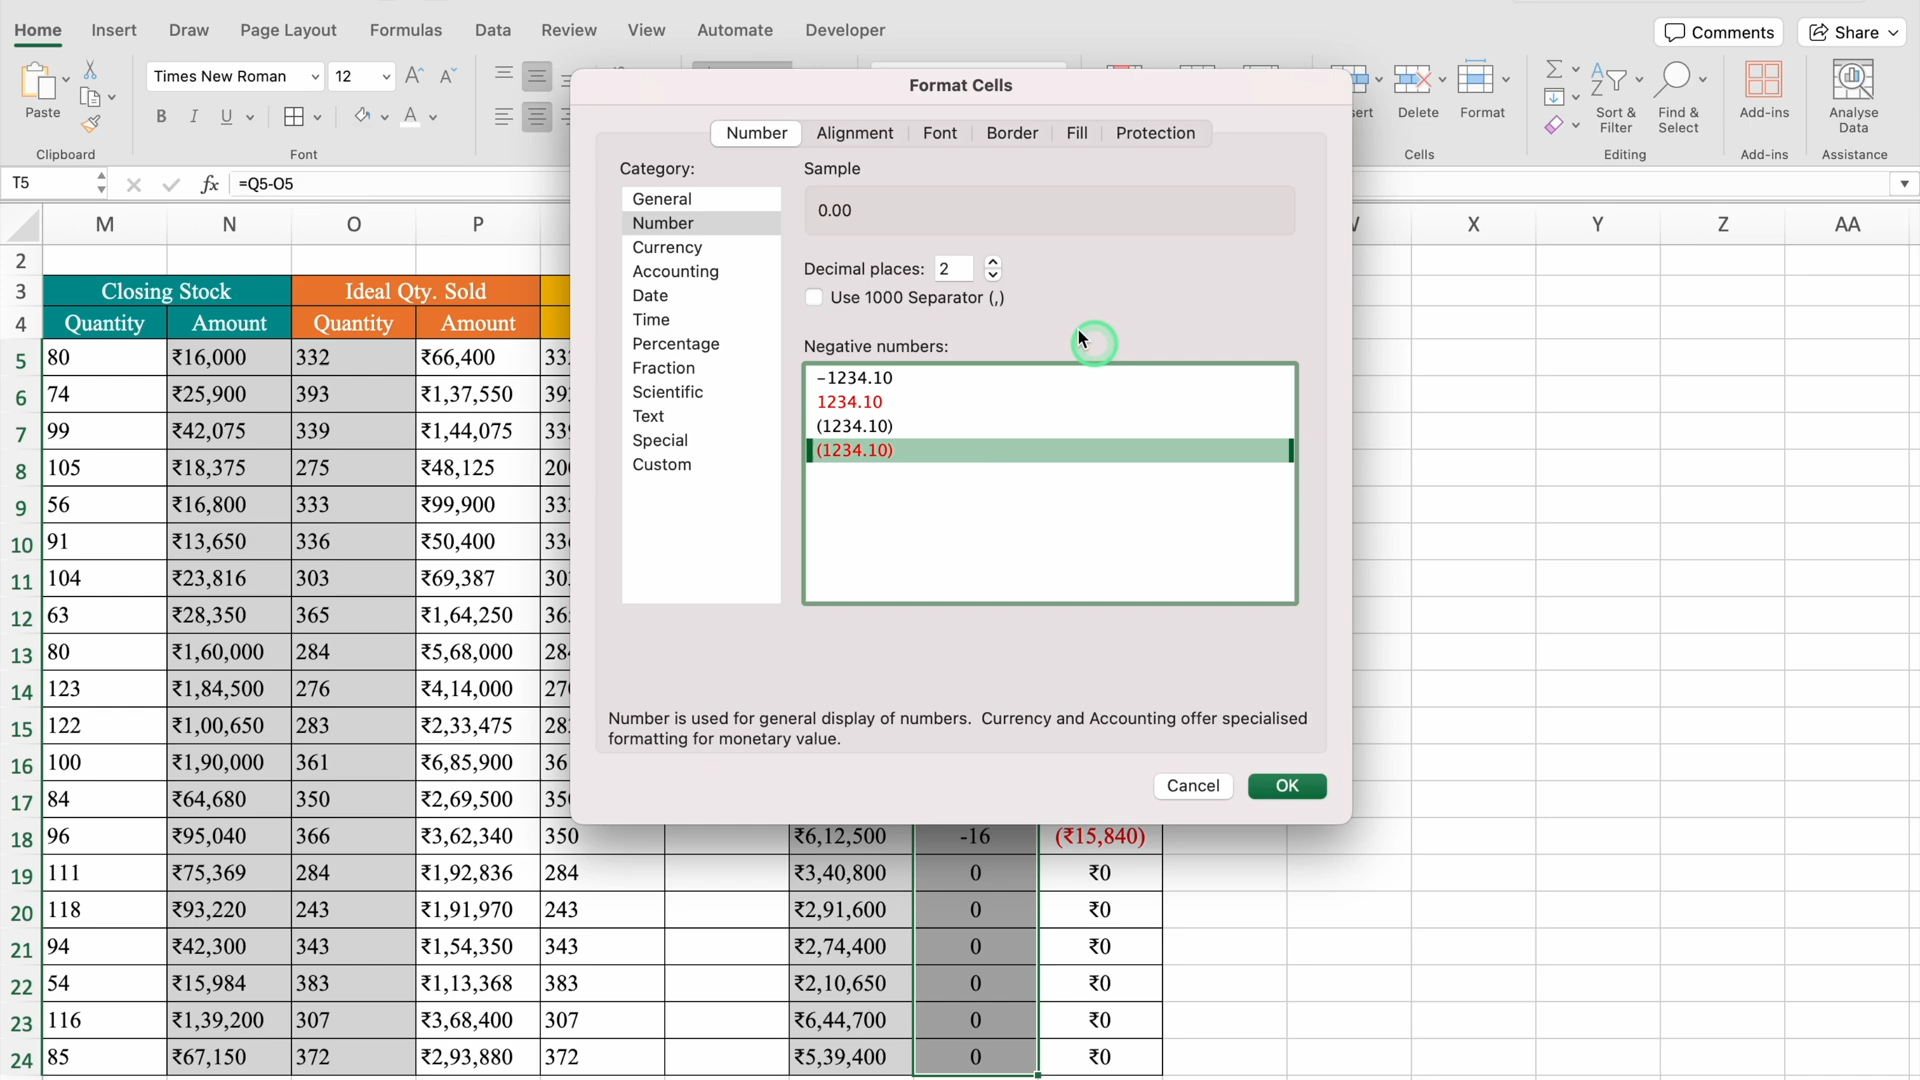 Home Insert Draw Page Layout Formulas Data Review View Automate Developer Comments Share
Times New Roman 12
Paste B I U Delete Format Sort & Filter Find & Select Add-ins Analyse Data
Clipboard Font Cells Editing Add-ins Assistance
T5 fx =Q5-O5
M N O P X Y Z AA
2
3 Closing Stock Ideal Qty. Sold
4 Quantity Amount Quantity Amount
5 80 ₹16,000 332 ₹66,400
6 74 ₹25,900 393 ₹1,37,550
7 99 ₹42,075 339 ₹1,44,075
8 105 ₹18,375 275 ₹48,125
9 56 ₹16,800 333 ₹99,900
10 91 ₹13,650 336 ₹50,400
11 104 ₹23,816 303 ₹69,387
12 63 ₹28,350 365 ₹1,64,250
13 80 ₹1,60,000 284 ₹5,68,000
14 123 ₹1,84,500 276 ₹4,14,000
15 122 ₹1,00,650 283 ₹2,33,475
16 100 ₹1,90,000 361 ₹6,85,900
17 84 ₹64,680 350 ₹2,69,500
18 96 ₹95,040 366 ₹3,62,340 350 ₹6,12,500 -16 (₹15,840)
19 111 ₹75,369 284 ₹1,92,836 284 ₹3,40,800 0 ₹0
20 118 ₹93,220 243 ₹1,91,970 243 ₹2,91,600 0 ₹0
21 94 ₹42,300 343 ₹1,54,350 343 ₹2,74,400 0 ₹0
22 54 ₹15,984 383 ₹1,13,368 383 ₹2,10,650 0 ₹0
23 116 ₹1,39,200 307 ₹3,68,400 307 ₹6,44,700 0 ₹0
24 85 ₹67,150 372 ₹2,93,880 372 ₹5,39,400 0 ₹0
Format Cells
Number Alignment Font Border Fill Protection
Category:
General
Number
Currency
Accounting
Date
Time
Percentage
Fraction
Scientific
Text
Special
Custom
Sample
0.00
Decimal places: 2
Use 1000 Separator (,)
Negative numbers:
-1234.10
1234.10
(1234.10)
(1234.10)
Number is used for general display of numbers. Currency and Accounting offer specialised
formatting for monetary value.
Cancel OK